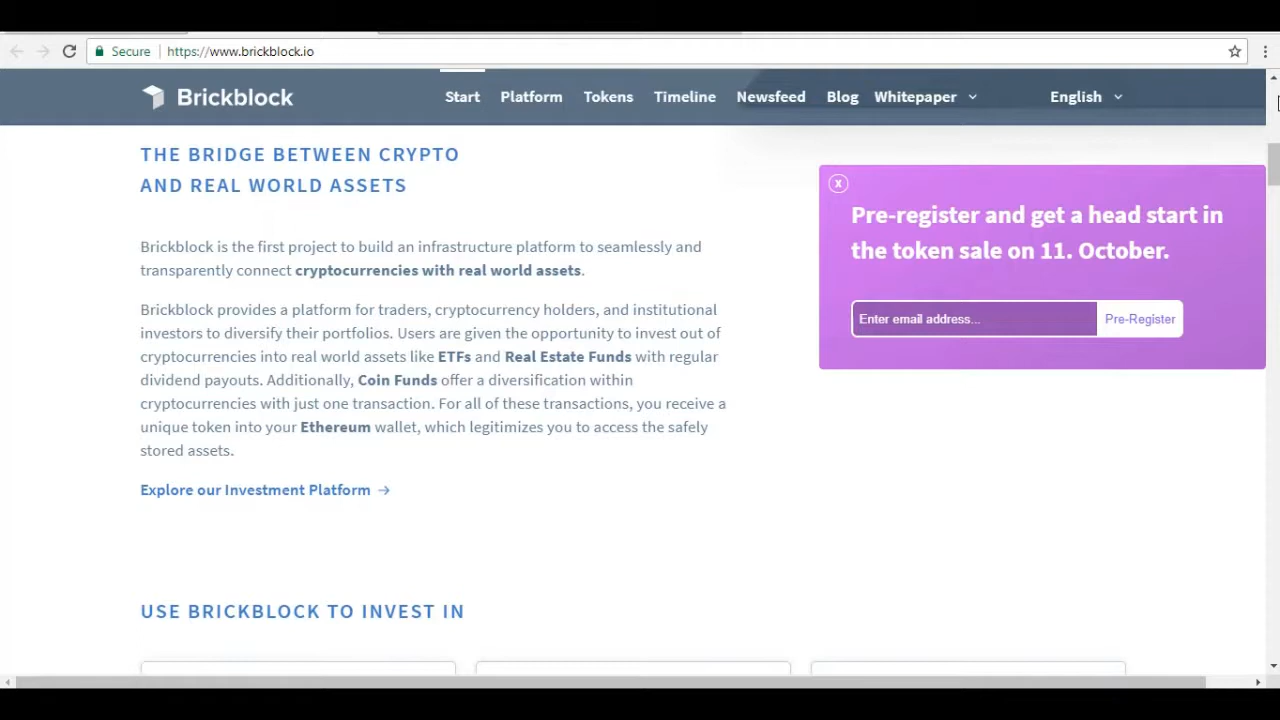 Secure https://www.brickblock.io
Brickblock Start Platform Tokens Timeline Newsfeed Blog Whitepaper English
THE BRIDGE BETWEEN CRYPTO
AND REAL WORLD ASSETS
Brickblock is the first project to build an infrastructure platform to seamlessly and
transparently connect cryptocurrencies with real world assets.
Brickblock provides a platform for traders, cryptocurrency holders, and institutional
investors to diversify their portfolios. Users are given the opportunity to invest out of
cryptocurrencies into real world assets like ETFs and Real Estate Funds with regular
dividend payouts. Additionally, Coin Funds offer a diversification within
cryptocurrencies with just one transaction. For all of these transactions, you receive a
unique token into your Ethereum wallet, which legitimizes you to access the safely
stored assets.
Explore our Investment Platform →
X
Pre-register and get a head start in
the token sale on 11. October.
Enter email address... Pre-Register
USE BRICKBLOCK TO INVEST IN